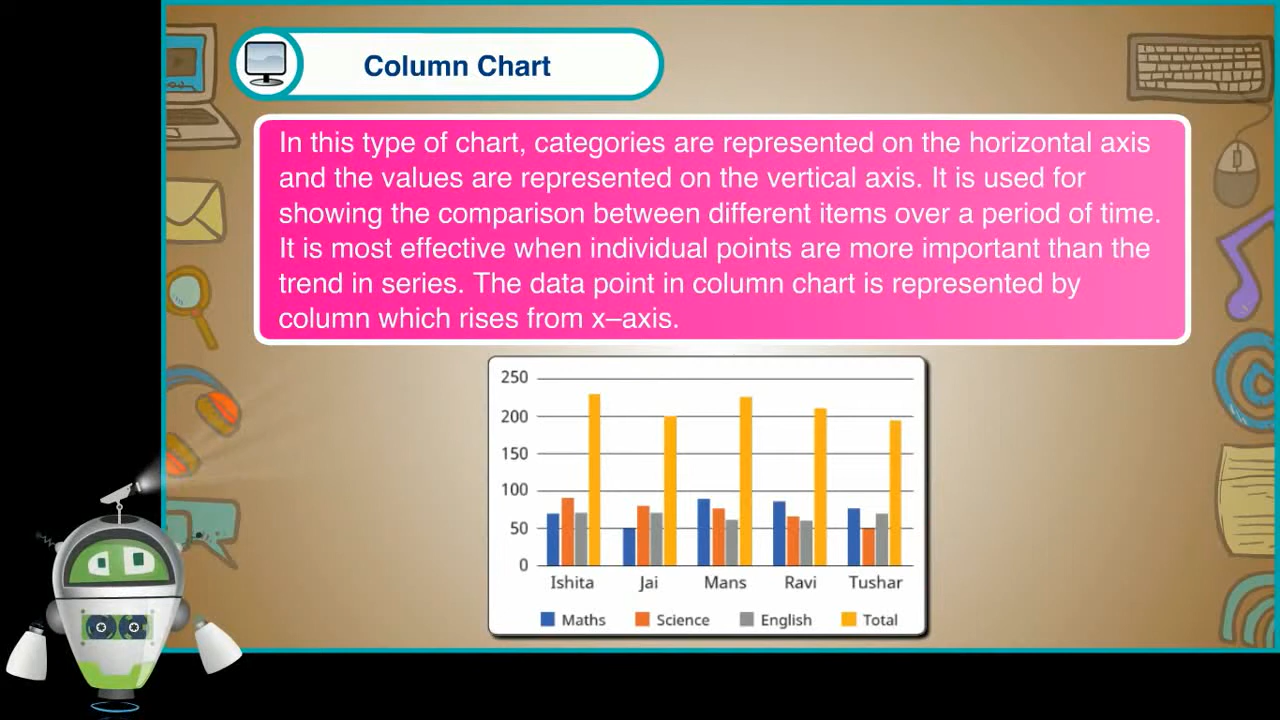 Column Chart
In this type of chart, categories are represented on the horizontal axis
and the values are represented on the vertical axis. It is used for
showing the comparison between different items over a period of time.
It is most effective when individual points are more important than the
trend in series. The data point in column chart is represented by
column which rises from x–axis.
250
200
150
100
50
0
Ishita Jai Mans Ravi Tushar
Maths Science English Total